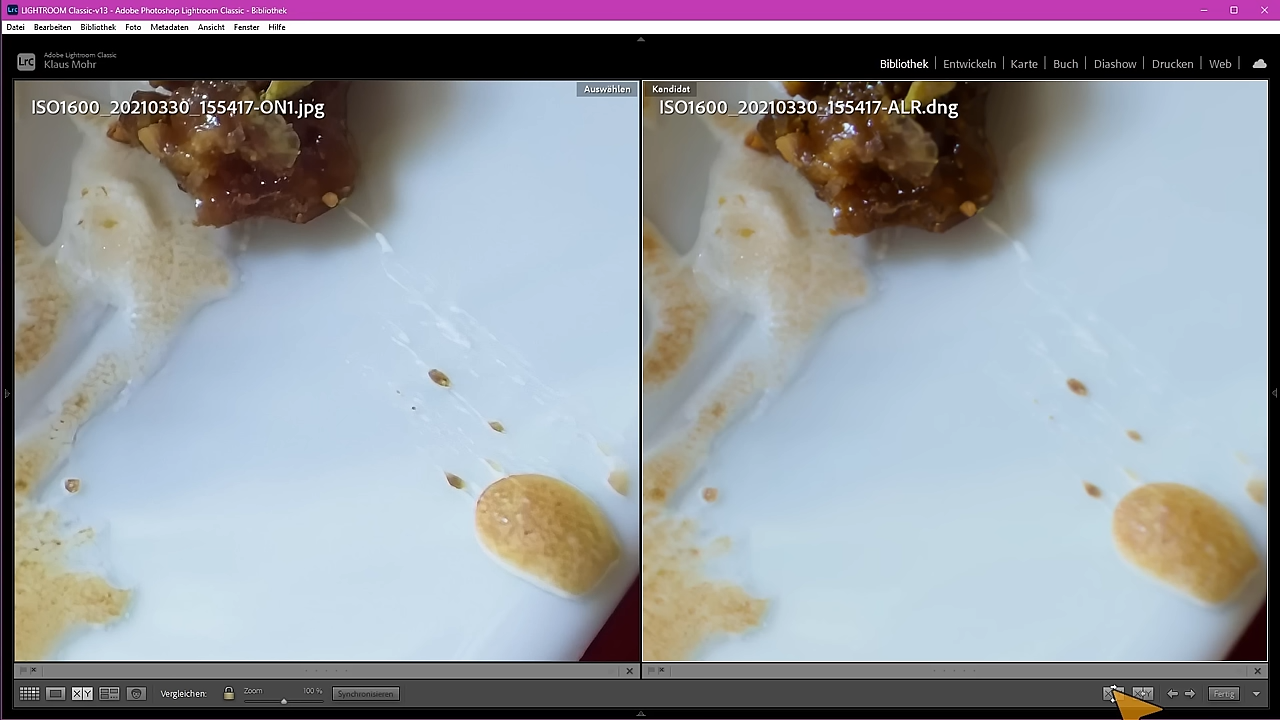 LrC LIGHTROOM Classic-v13 - Adobe Photoshop Lightroom Classic - Bibliothek
Datei Bearbeiten Bibliothek Foto Metadaten Ansicht Fenster Hilfe
LrC Adobe Lightroom Classic
Klaus Mohr
Bibliothek | Entwickeln | Karte | Buch | Diashow | Drucken | Web |
Auswählen
ISO1600_20210330_155417-ON1.jpg
Kandidat
ISO1600_20210330_155417-ALR.dng
X Y Vergleichen: Zoom 100 % Synchronisieren Fertig